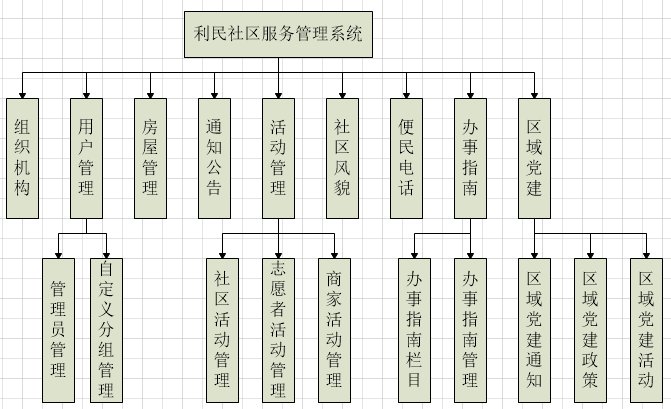 利民社区服务管理系统
组织机构
用户管理
房屋管理
通知公告
活动管理
社区风貌
便民电话
办事指南
区域党建
管理员管理
自定义分组管理
社区活动管理
志愿者活动管理
商家活动管理
办事指南栏目
办事指南管理
区域党建通知
区域党建政策
区域党建活动